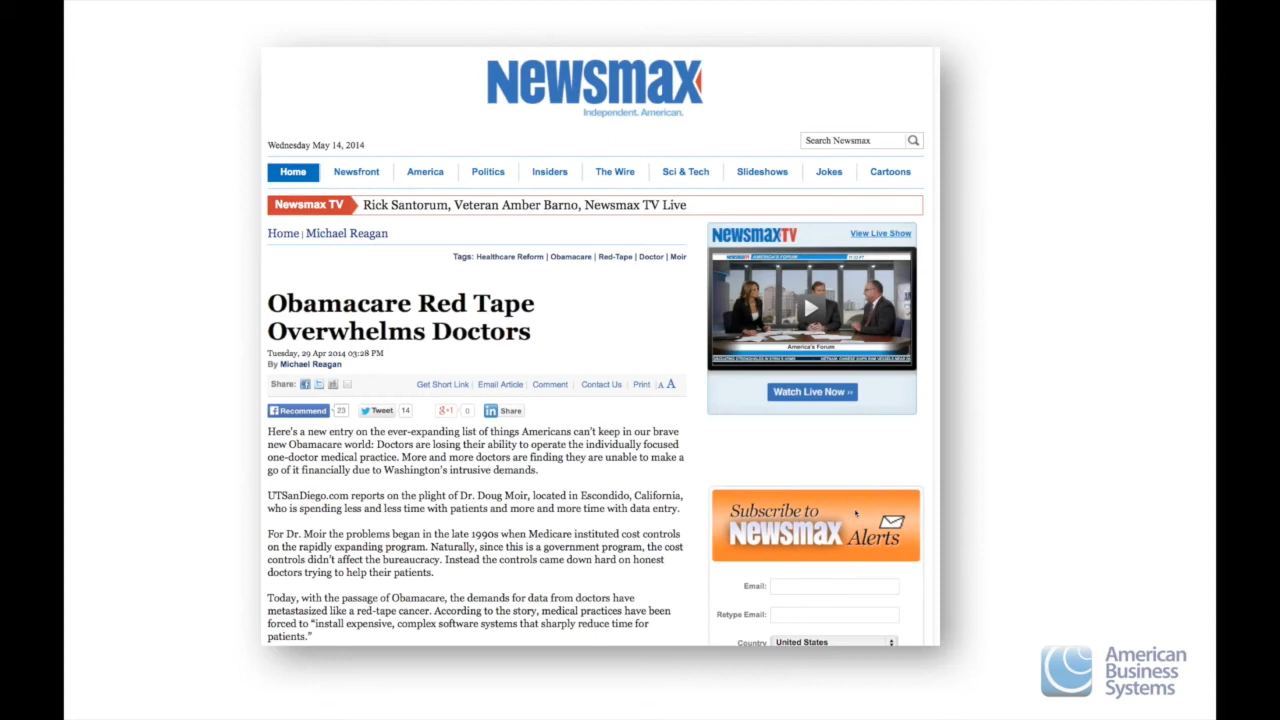 Newsmax
Independent. American.
Wednesday May 14, 2014
Search Newsmax
Home Newsfront America Politics Insiders The Wire Sci & Tech Slideshows Jokes Cartoons
Newsmax TV Rick Santorum, Veteran Amber Barno, Newsmax TV Live
Home | Michael Reagan
Tags: Healthcare Reform | Obamacare | Red-Tape | Doctor | Moir
Obamacare Red Tape
Overwhelms Doctors
Tuesday, 29 Apr 2014 03:28 PM
By Michael Reagan
Share: Get Short Link | Email Article | Comment | Contact Us | Print | A A
Recommend 23 Tweet 14 g+1 0 in Share
Here's a new entry on the ever-expanding list of things Americans can't keep in our brave
new Obamacare world: Doctors are losing their ability to operate the individually focused
one-doctor medical practice. More and more doctors are finding they are unable to make a
go of it financially due to Washington's intrusive demands.
UTSanDiego.com reports on the plight of Dr. Doug Moir, located in Escondido, California,
who is spending less and less time with patients and more and more time with data entry.
For Dr. Moir the problems began in the late 1990s when Medicare instituted cost controls
on the rapidly expanding program. Naturally, since this is a government program, the cost
controls didn't affect the bureaucracy. Instead the controls came down hard on honest
doctors trying to help their patients.
Today, with the passage of Obamacare, the demands for data from doctors have
metastasized like a red-tape cancer. According to the story, medical practices have been
forced to “install expensive, complex software systems that sharply reduce time for
patients.”
NEWSMAXTV View Live Show
America's Forum
Watch Live Now ››
Subscribe to
Newsmax
Alerts
Email:
Retype Email:
Country United States
American
Business
Systems